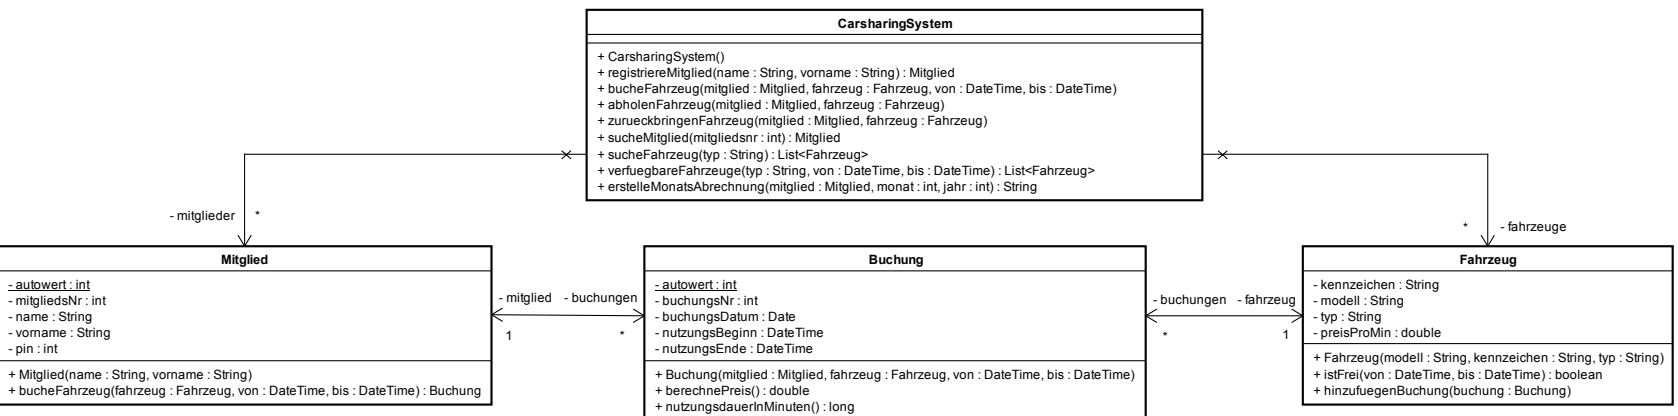 CarsharingSystem
+ CarsharingSystem()
+ registriereMitglied(name : String, vorname : String) : Mitglied
+ bucheFahrzeug(mitglied : Mitglied, fahrzeug : Fahrzeug, von : DateTime, bis : DateTime)
+ abholenFahrzeug(mitglied : Mitglied, fahrzeug : Fahrzeug)
+ zurueckbringenFahrzeug(mitglied : Mitglied, fahrzeug : Fahrzeug)
+ sucheMitglied(mitgliedsnr : int) : Mitglied
+ sucheFahrzeug(typ : String) : List<Fahrzeug>
+ verfuegbareFahrzeuge(typ : String, von : DateTime, bis : DateTime) : List<Fahrzeug>
+ erstelleMonatsAbrechnung(mitglied : Mitglied, monat : int, jahr : int) : String
- mitglieder *
* - fahrzeuge
Mitglied
- autowert : int
- mitgliedsNr : int
- name : String
- vorname : String
- pin : int
+ Mitglied(name : String, vorname : String)
+ bucheFahrzeug(fahrzeug : Fahrzeug, von : DateTime, bis : DateTime) : Buchung
- mitglied - buchungen
1 *
Buchung
- autowert : int
- buchungsNr : int
- buchungsDatum : Date
- nutzungsBeginn : DateTime
- nutzungsEnde : DateTime
+ Buchung(mitglied : Mitglied, fahrzeug : Fahrzeug, von : DateTime, bis : DateTime)
+ berechnePreis() : double
+ nutzungsdauerInMinuten() : long
- buchungen - fahrzeug
* 1
Fahrzeug
- kennzeichen : String
- modell : String
- typ : String
- preisProMin : double
+ Fahrzeug(modell : String, kennzeichen : String, typ : String)
+ istFrei(von : DateTime, bis : DateTime) : boolean
+ hinzufuegenBuchung(buchung : Buchung)